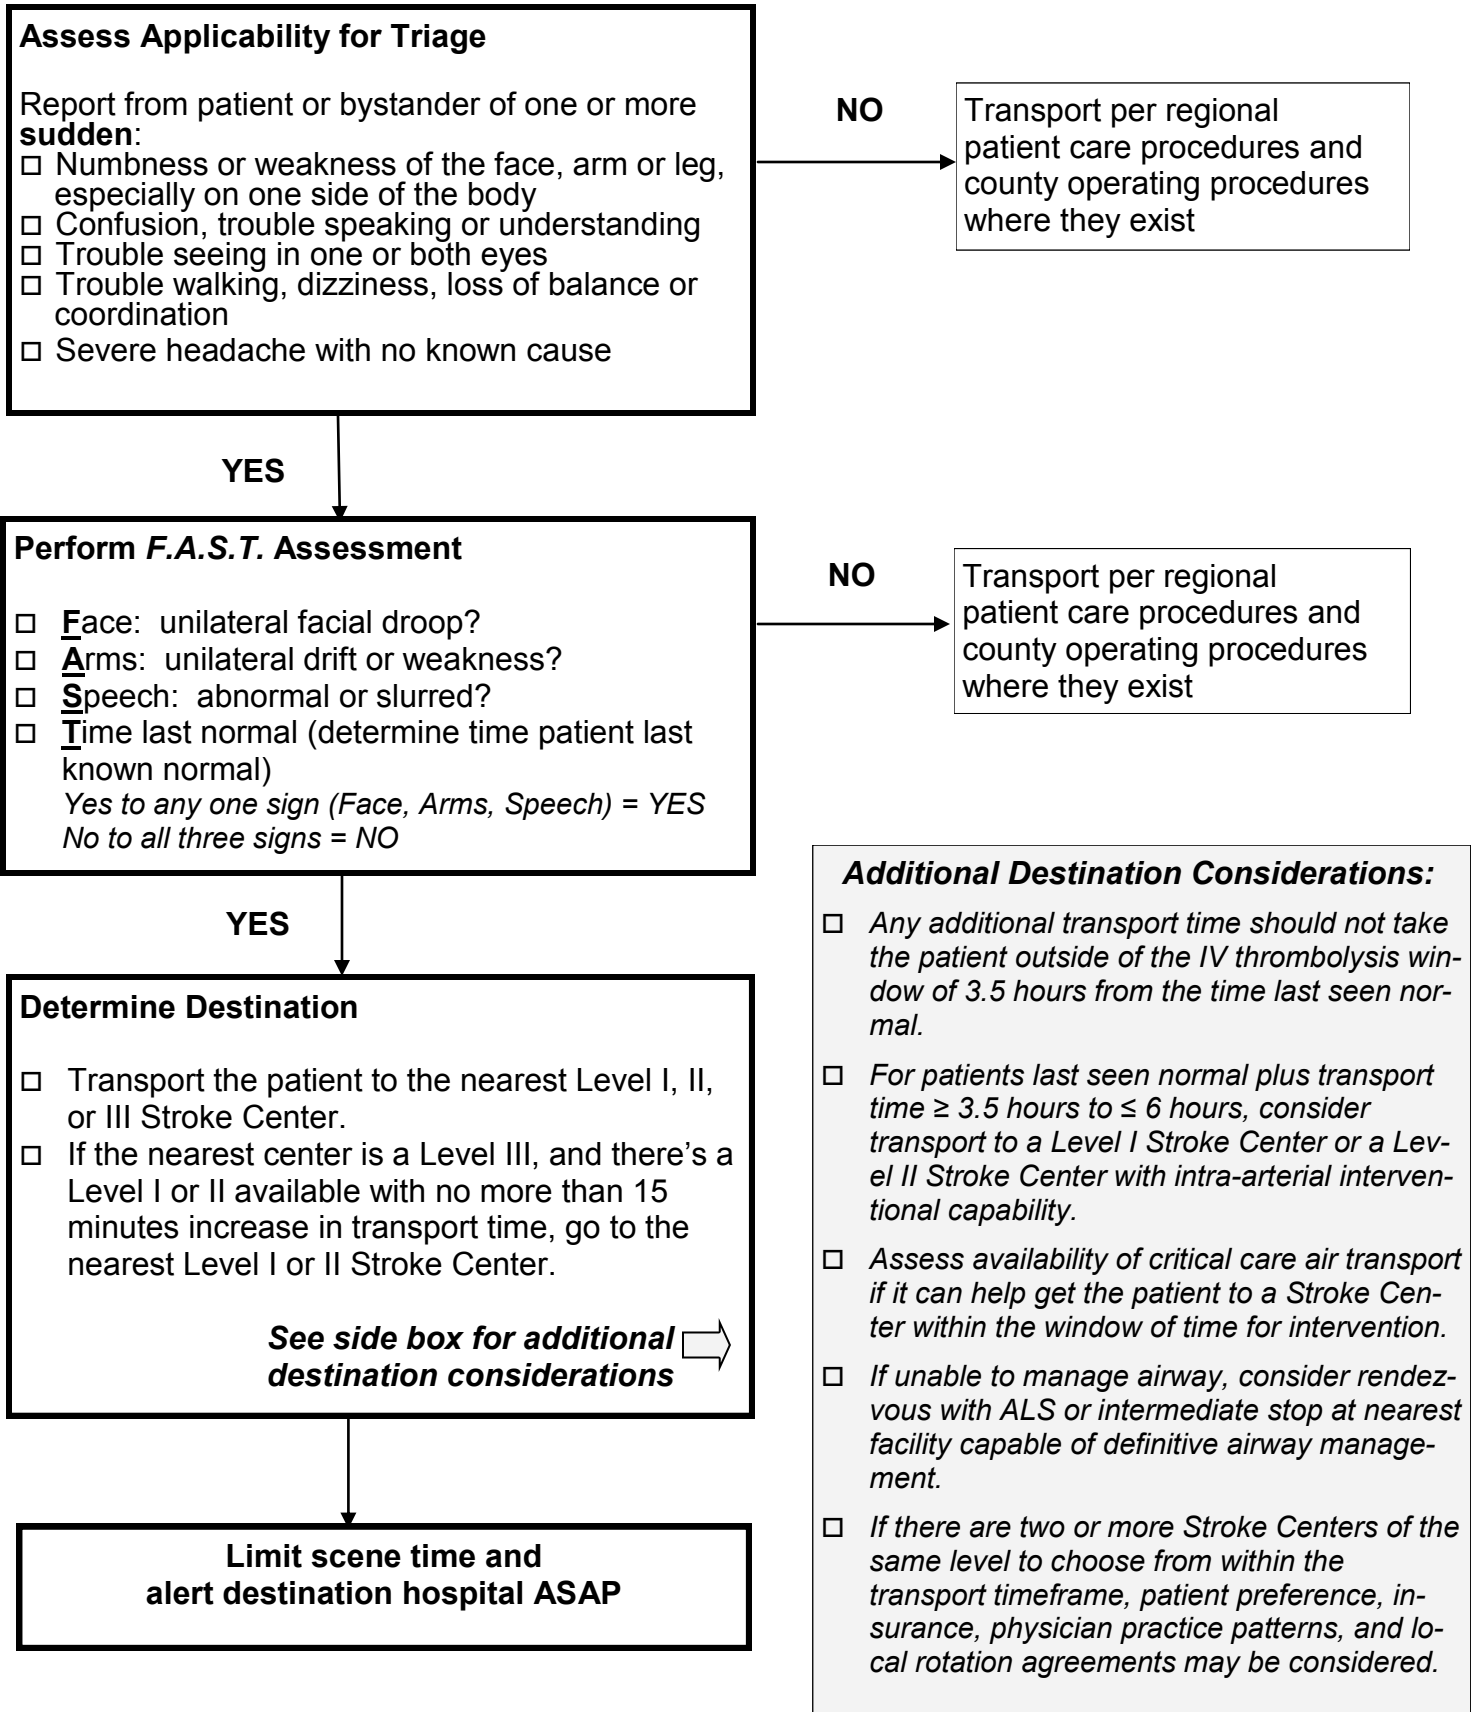 Assess Applicability for Triage
Report from patient or bystander of one or more
sudden:
□ Numbness or weakness of the face, arm or leg,
especially on one side of the body
□ Confusion, trouble speaking or understanding
□ Trouble seeing in one or both eyes
□ Trouble walking, dizziness, loss of balance or
coordination
□ Severe headache with no known cause
NO
Transport per regional
patient care procedures and
county operating procedures
where they exist
YES
Perform F.A.S.T. Assessment
□ Face: unilateral facial droop?
□ Arms: unilateral drift or weakness?
□ Speech: abnormal or slurred?
□ Time last normal (determine time patient last
known normal)
Yes to any one sign (Face, Arms, Speech) = YES
No to all three signs = NO
NO
Transport per regional
patient care procedures and
county operating procedures
where they exist
YES
Determine Destination
□ Transport the patient to the nearest Level I, II,
or III Stroke Center.
□ If the nearest center is a Level III, and there's a
Level I or II available with no more than 15
minutes increase in transport time, go to the
nearest Level I or II Stroke Center.
See side box for additional
destination considerations
Limit scene time and
alert destination hospital ASAP
Additional Destination Considerations:
□ Any additional transport time should not take
the patient outside of the IV thrombolysis win-
dow of 3.5 hours from the time last seen nor-
mal.
□ For patients last seen normal plus transport
time ≥ 3.5 hours to ≤ 6 hours, consider
transport to a Level I Stroke Center or a Lev-
el II Stroke Center with intra-arterial interven-
tional capability.
□ Assess availability of critical care air transport
if it can help get the patient to a Stroke Cen-
ter within the window of time for intervention.
□ If unable to manage airway, consider rendez-
vous with ALS or intermediate stop at nearest
facility capable of definitive airway manage-
ment.
□ If there are two or more Stroke Centers of the
same level to choose from within the
transport timeframe, patient preference, in-
surance, physician practice patterns, and lo-
cal rotation agreements may be considered.